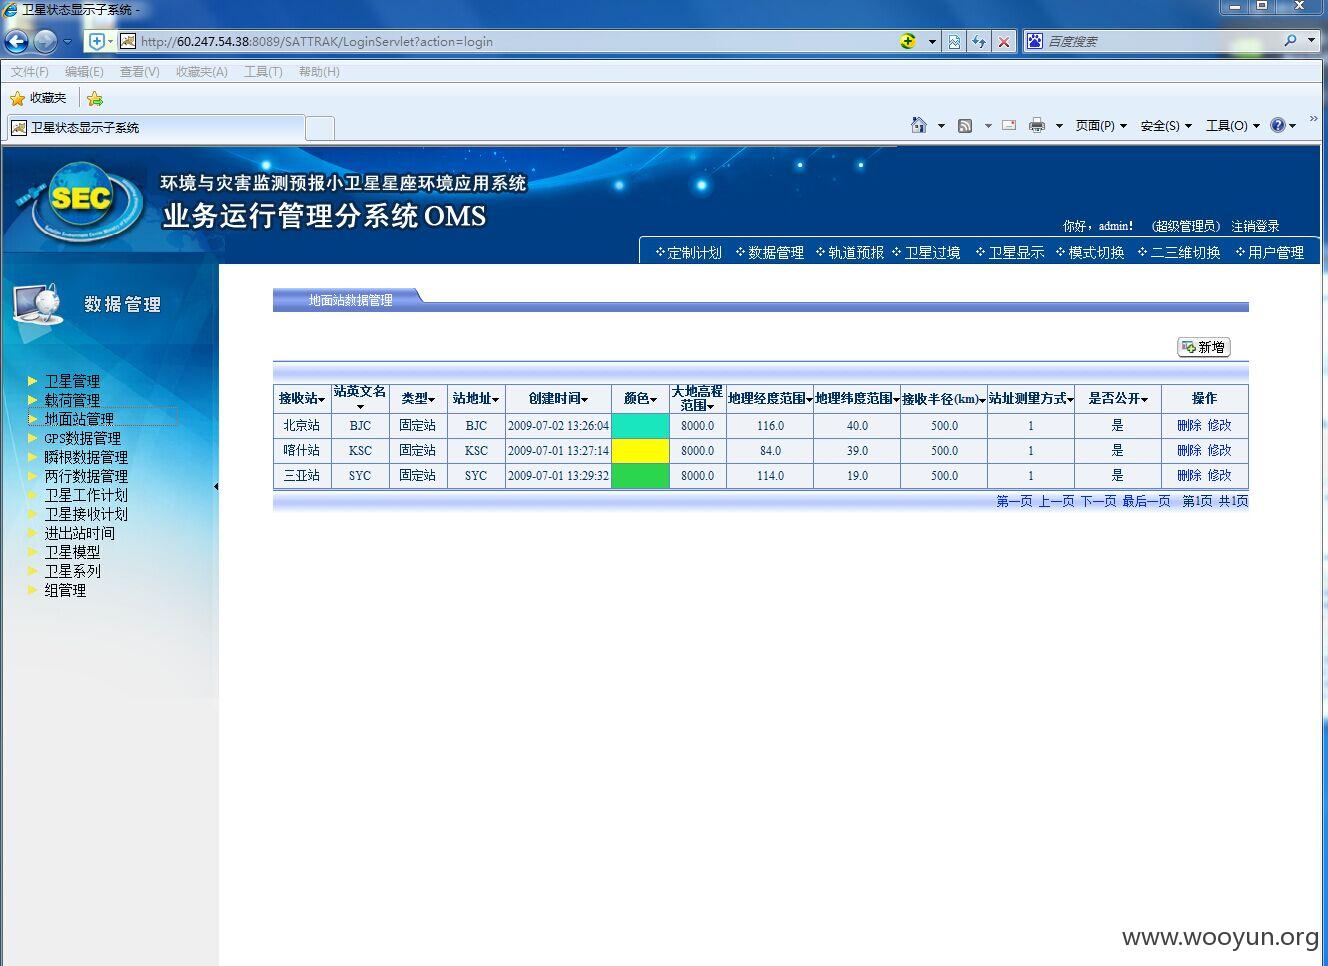 卫星状态显示子系统 -
http://60.247.54.38:8089/SATTRAK/LoginServlet?action=login
百度搜索
文件(F) 编辑(E) 查看(V) 收藏夹(A) 工具(T) 帮助(H)
收藏夹
卫星状态显示子系统
页面(P) 安全(S) 工具(O)
SEC
环境与灾害监测预报小卫星星座环境应用系统
业务运行管理分系统 OMS
你好，admin! (超级管理员) 注销登录
定制计划 数据管理 轨道预报 卫星过境 卫星显示 模式切换 二三维切换 用户管理
数据管理
卫星管理
载荷管理
地面站管理
GPS数据管理
瞬根数据管理
两行数据管理
卫星工作计划
卫星接收计划
进出站时间
卫星模型
卫星系列
组管理
地面站数据管理
新增
接收站 站英文名 类型 站地址 创建时间 颜色 大地高程范围 地理经度范围 地理纬度范围 接收半径(km) 站址测量方式 是否公开 操作
北京站 BJC 固定站 BJC 2009-07-02 13:26:04 8000.0 116.0 40.0 500.0 1 是 删除 修改
喀什站 KSC 固定站 KSC 2009-07-01 13:27:14 8000.0 84.0 39.0 500.0 1 是 删除 修改
三亚站 SYC 固定站 SYC 2009-07-01 13:29:32 8000.0 114.0 19.0 500.0 1 是 删除 修改
第一页 上一页 下一页 最后一页 第1页 共1页
www.wooyun.org